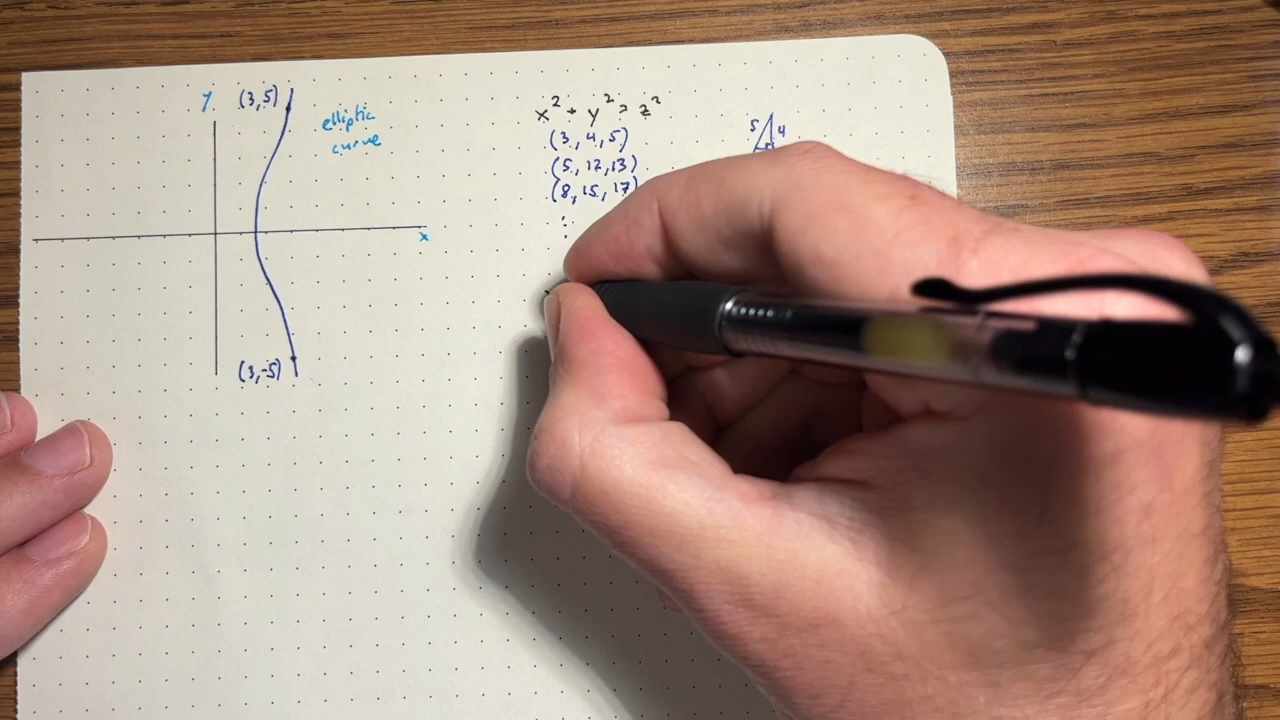 y
(3,5)
elliptic
curve
x
(3,-5)
x² + y² = z²
(3, 4, 5)
(5, 12, 13)
(8, 15, 17)
⋮
5
4